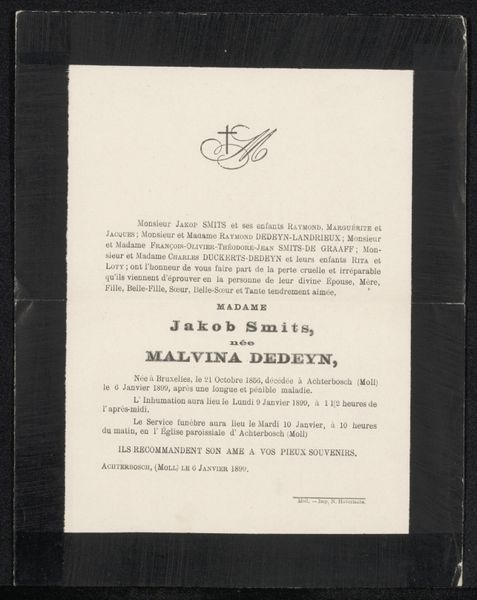 M
Monsieur JAKOP SMITS et ses enfants RAYMOND, MARGUÉRITE et
JACQUES; Monsieur et Madame RAYMOND DEDEYN-LANDRIEUX; Monsieur
et Madame FRANÇOIS-OLIVIER-THÉODORE-JEAN SMITS-DE GRAAFF; Mon-
sieur et Madame CHARLES DUCKERTS-DEDEYN et leurs enfants RITA et
LOTY; ont l'honneur de vous faire part de la perte cruelle et irréparable
qu'ils viennent d'éprouver en la personne de leur divine Épouse, Mère,
Fille, Belle-Fille, Sœur, Belle-Sœur et Tante tendrement aimée,
MADAME
Jakob Smits,
née
MALVINA DEDEYN,
Née à Bruxelles, le 21 Octobre 1856, décédée à Achterbosch (Moll)
le 6 Janvier 1899, après une longue et pénible maladie.
L'Inhumation aura lieu le Lundi 9 Janvier 1899, à 1 1|2 heures de
l'après-midi.
Le Service funèbre aura lieu le Mardi 10 Janvier, à 10 heures
du matin, en l'Église paroissiale d'Achterbosch (Moll)
ILS RECOMMANDENT SON AME A VOS PIEUX SOUVENIRS.
ACHTERBOSCH, (MOLL) LE 6 JANVIER 1899.
Moll. — Imp. N.